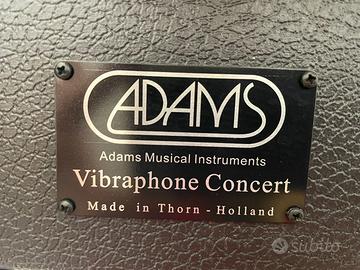 ADAMS
Adams Musical Instruments
Vibraphone Concert
Made in Thorn - Holland
subito